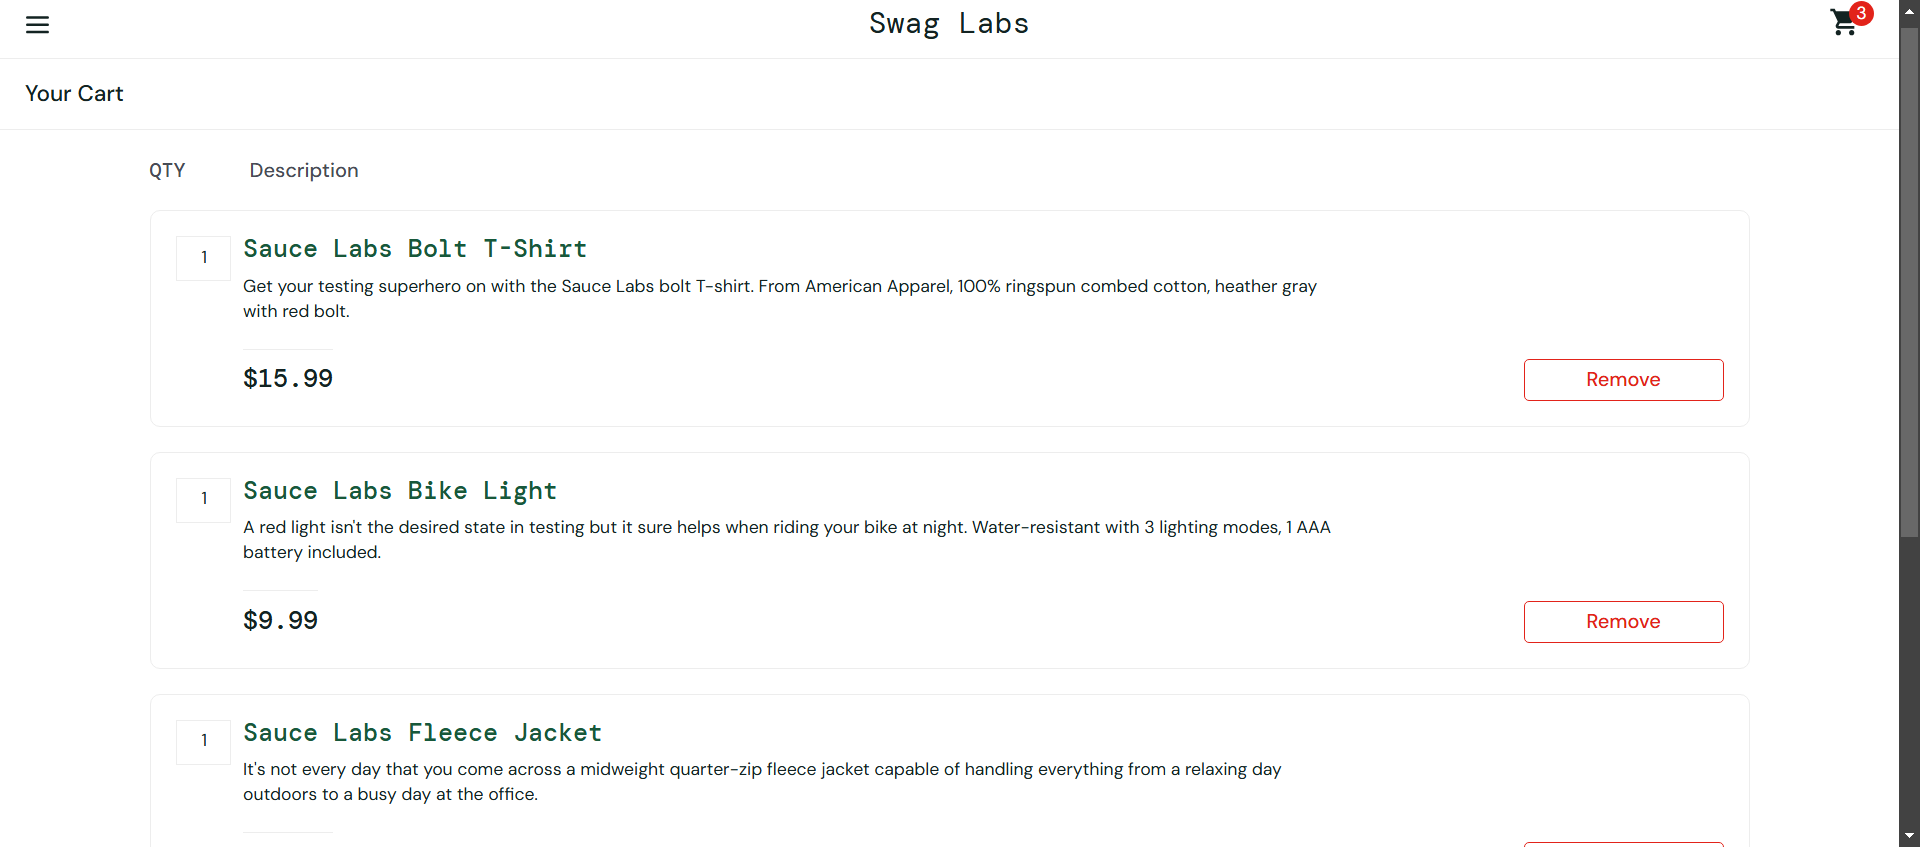 Swag Labs
3
Your Cart
QTY Description
1
Sauce Labs Bolt T-Shirt
Get your testing superhero on with the Sauce Labs bolt T-shirt. From American Apparel, 100% ringspun combed cotton, heather gray
with red bolt.
$15.99
Remove
1
Sauce Labs Bike Light
A red light isn't the desired state in testing but it sure helps when riding your bike at night. Water-resistant with 3 lighting modes, 1 AAA
battery included.
$9.99
Remove
1
Sauce Labs Fleece Jacket
It's not every day that you come across a midweight quarter-zip fleece jacket capable of handling everything from a relaxing day
outdoors to a busy day at the office.